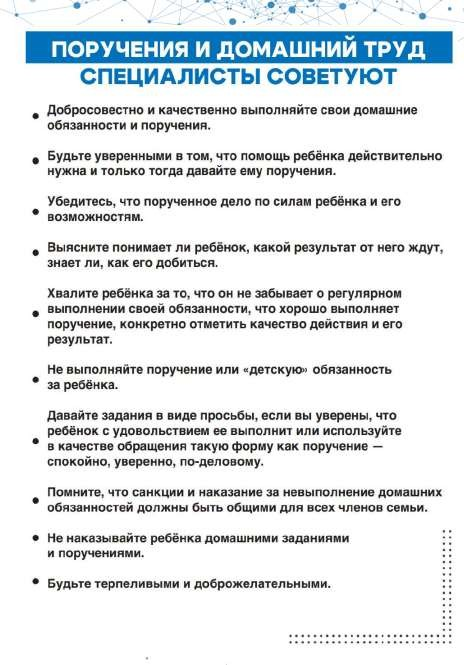 ПОРУЧЕНИЯ И ДОМАШНИЙ ТРУД
СПЕЦИАЛИСТЫ СОВЕТУЮТ
• Добросовестно и качественно выполняйте свои домашние
обязанности и поручения.
• Будьте уверенными в том, что помощь ребёнка действительно
нужна и только тогда давайте ему поручения.
• Убедитесь, что порученное дело по силам ребёнка и его
возможностям.
• Выясните понимает ли ребёнок, какой результат от него ждут,
знает ли, как его добиться.
• Хвалите ребёнка за то, что он не забывает о регулярном
выполнении своей обязанности, что хорошо выполняет
поручение, конкретно отметить качество действия и его
результат.
• Не выполняйте поручение или «детскую» обязанность
за ребёнка.
• Давайте задания в виде просьбы, если вы уверены, что
ребёнок с удовольствием ее выполнит или используйте
в качестве обращения такую форму как поручение —
спокойно, уверенно, по-деловому.
• Помните, что санкции и наказание за невыполнение домашних
обязанностей должны быть общими для всех членов семьи.
• Не наказывайте ребёнка домашними заданиями
и поручениями.
• Будьте терпеливыми и доброжелательными.